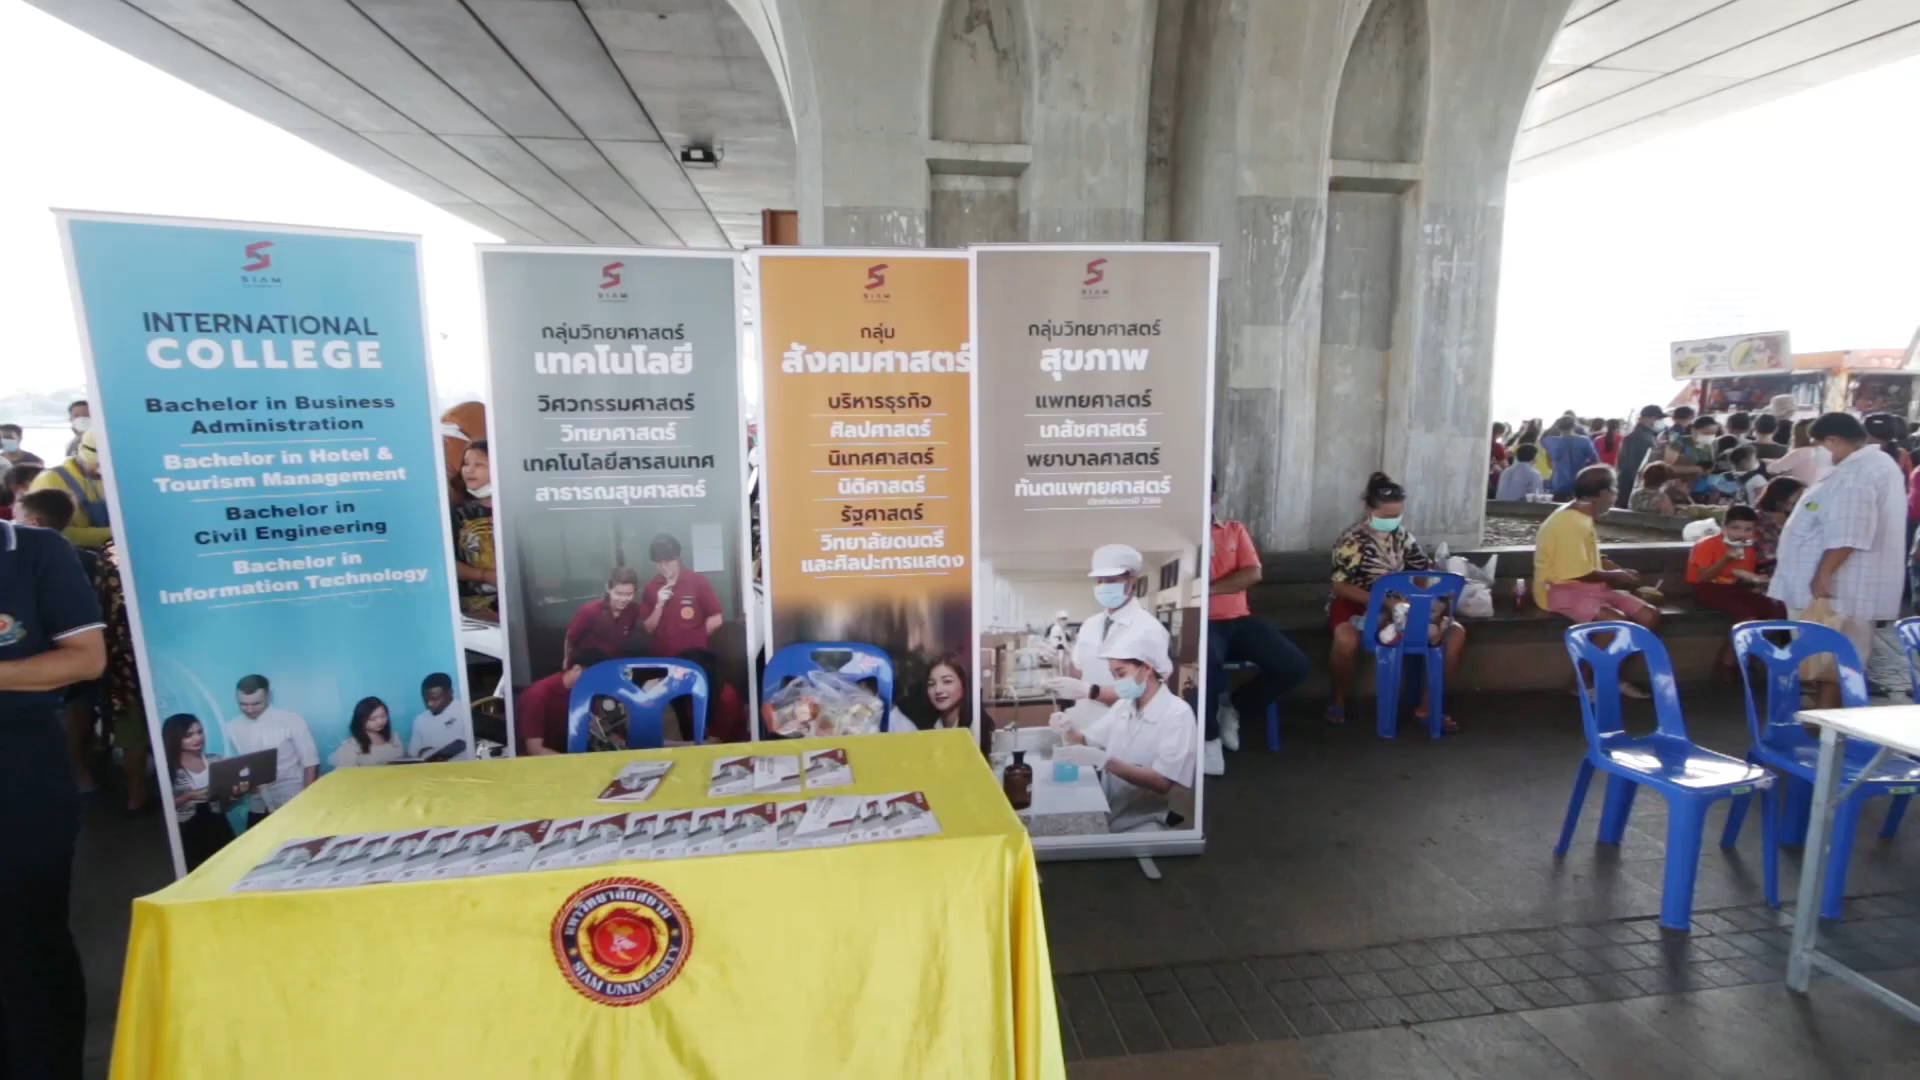 SIAM
INTERNATIONAL
COLLEGE
Bachelor in Business
Administration
Bachelor in Hotel &
Tourism Management
Bachelor in
Civil Engineering
Bachelor in
Information Technology
SIAM
กลุ่มวิทยาศาสตร์
เทคโนโลยี
วิศวกรรมศาสตร์
วิทยาศาสตร์
เทคโนโลยีสารสนเทศ
สาธารณสุขศาสตร์
SIAM
กลุ่ม
สังคมศาสตร์
บริหารธุรกิจ
ศิลปศาสตร์
นิเทศศาสตร์
นิติศาสตร์
รัฐศาสตร์
วิทยาลัยดนตรี
และศิลปะการแสดง
SIAM
กลุ่มวิทยาศาสตร์
สุขภาพ
แพทยศาสตร์
เภสัชศาสตร์
พยาบาลศาสตร์
ทันตแพทยศาสตร์
มหาวิทยาลัยสยาม
SIAM UNIVERSITY